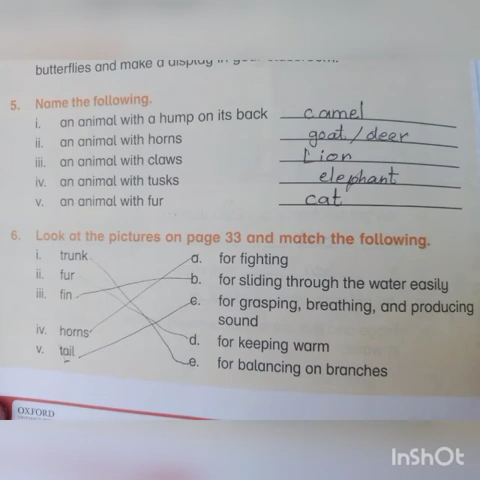 butterflies and make a display in your classroom.
5. Name the following.
i. an animal with a hump on its back camel
ii. an animal with horns goat/deer
iii. an animal with claws Lion
iv. an animal with tusks elephant
v. an animal with fur cat
6. Look at the pictures on page 33 and match the following.
i. trunk a. for fighting
ii. fur b. for sliding through the water easily
iii. fin c. for grasping, breathing, and producing
sound
iv. horns d. for keeping warm
v. tail e. for balancing on branches
OXFORD
InShOt